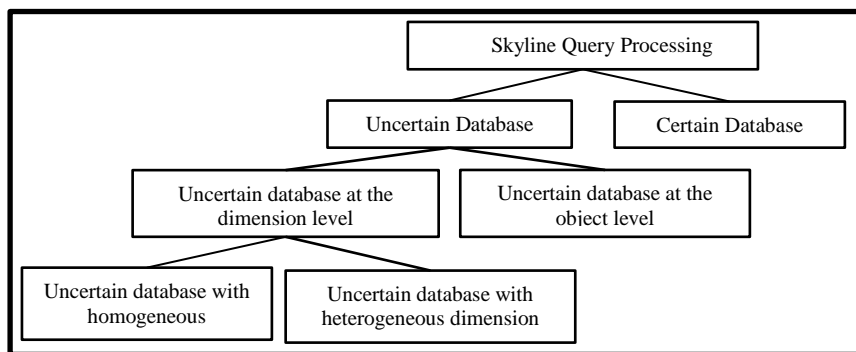 Skyline Query Processing
Uncertain Database
Certain Database
Uncertain database at the
dimension level
Uncertain database at the
object level
Uncertain database with
homogeneous
Uncertain database with
heterogeneous dimension